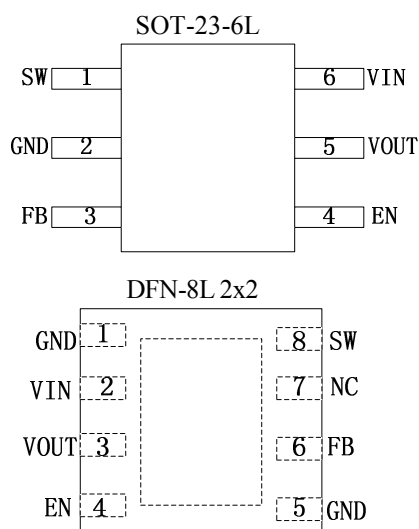 SOT-23-6L
SW 1 6 VIN
GND 2 5 VOUT
FB 3 4 EN
DFN-8L 2x2
GND 1 8 SW
VIN 2 7 NC
VOUT 3 6 FB
EN 4 5 GND